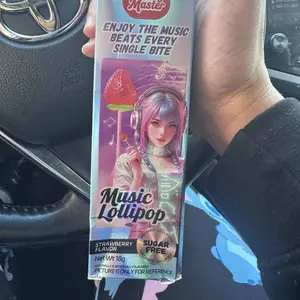 Master
ENJOY THE MUSIC
BEATS EVERY
SINGLE BITE
Music
Lollipop
STRAWBERRY
FLAVOR
SUGAR
FREE
Net Wt 18g
PICTURE IS ONLY FOR REFERENCE